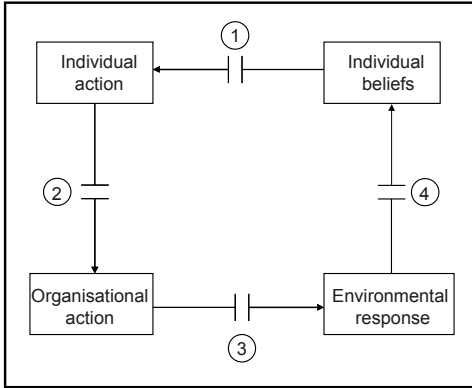 1
Individual
action
Individual
beliefs
2
4
Organisational
action
Environmental
response
3